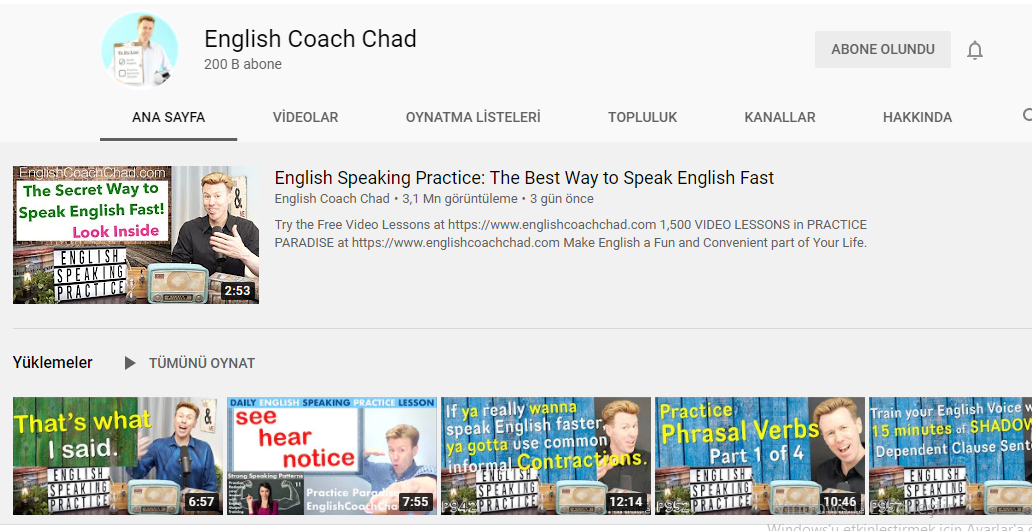 English Coach Chad
200 B abone
ABONE OLUNDU
ANA SAYFA
VİDEOLAR
OYNATMA LİSTELERİ
TOPLULUK
KANALLAR
HAKKINDA
EnglishCoachChad.com
The Secret Way to
Speak English Fast!
Look Inside
ENGLISH
SPEAKING
PRACTICE
2:53
English Speaking Practice: The Best Way to Speak English Fast
English Coach Chad • 3,1 Mn görüntüleme • 3 gün önce
Try the Free Video Lessons at https://www.englishcoachchad.com 1,500 VIDEO LESSONS in PRACTICE
PARADISE at https://www.englishcoachchad.com Make English a Fun and Convenient part of Your Life.
Yüklemeler
TÜMÜNÜ OYNAT
That's what
I said.
&
ENGLISH
SPEAKING
PRACTICE
6:57
DAILY ENGLISH SPEAKING PRACTICE LESSON
see
hear
notice
Strong Speaking Patterns
Practice
EnglishCoach
7:55
If ya really wanna
speak English faster,
ya gotta use common
informal Contractions.
ENGLISH
SPEAKING
PRACTICE
12:14
Practice
Phrasal Verbs
Part 1 of 4
ENGLISH
SPEAKING
PRACTICE
10:46
Train your English Voice
15 minutes of SHADOW
Dependent Clause Sente
ENGLISH
SPEAKING
PRACTICE
Windows'u etkinleştirmek için Ayarlar'a